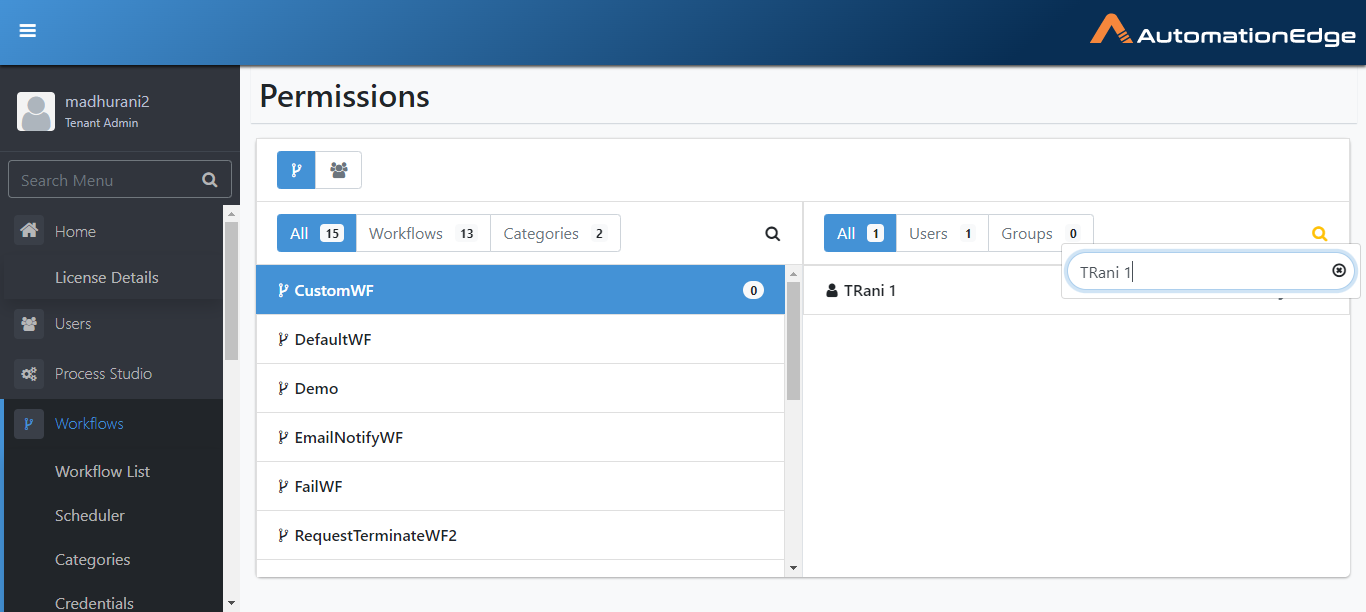 AutomationEdge
madhurani2
Tenant Admin
Search Menu
Home
License Details
Users
Process Studio
Workflows
Workflow List
Scheduler
Categories
Credentials
Permissions
All 15 Workflows 13 Categories 2
CustomWF 0
DefaultWF
Demo
EmailNotifyWF
FailWF
RequestTerminateWF2
All 1 Users 1 Groups 0
TRani 1
TRani 1